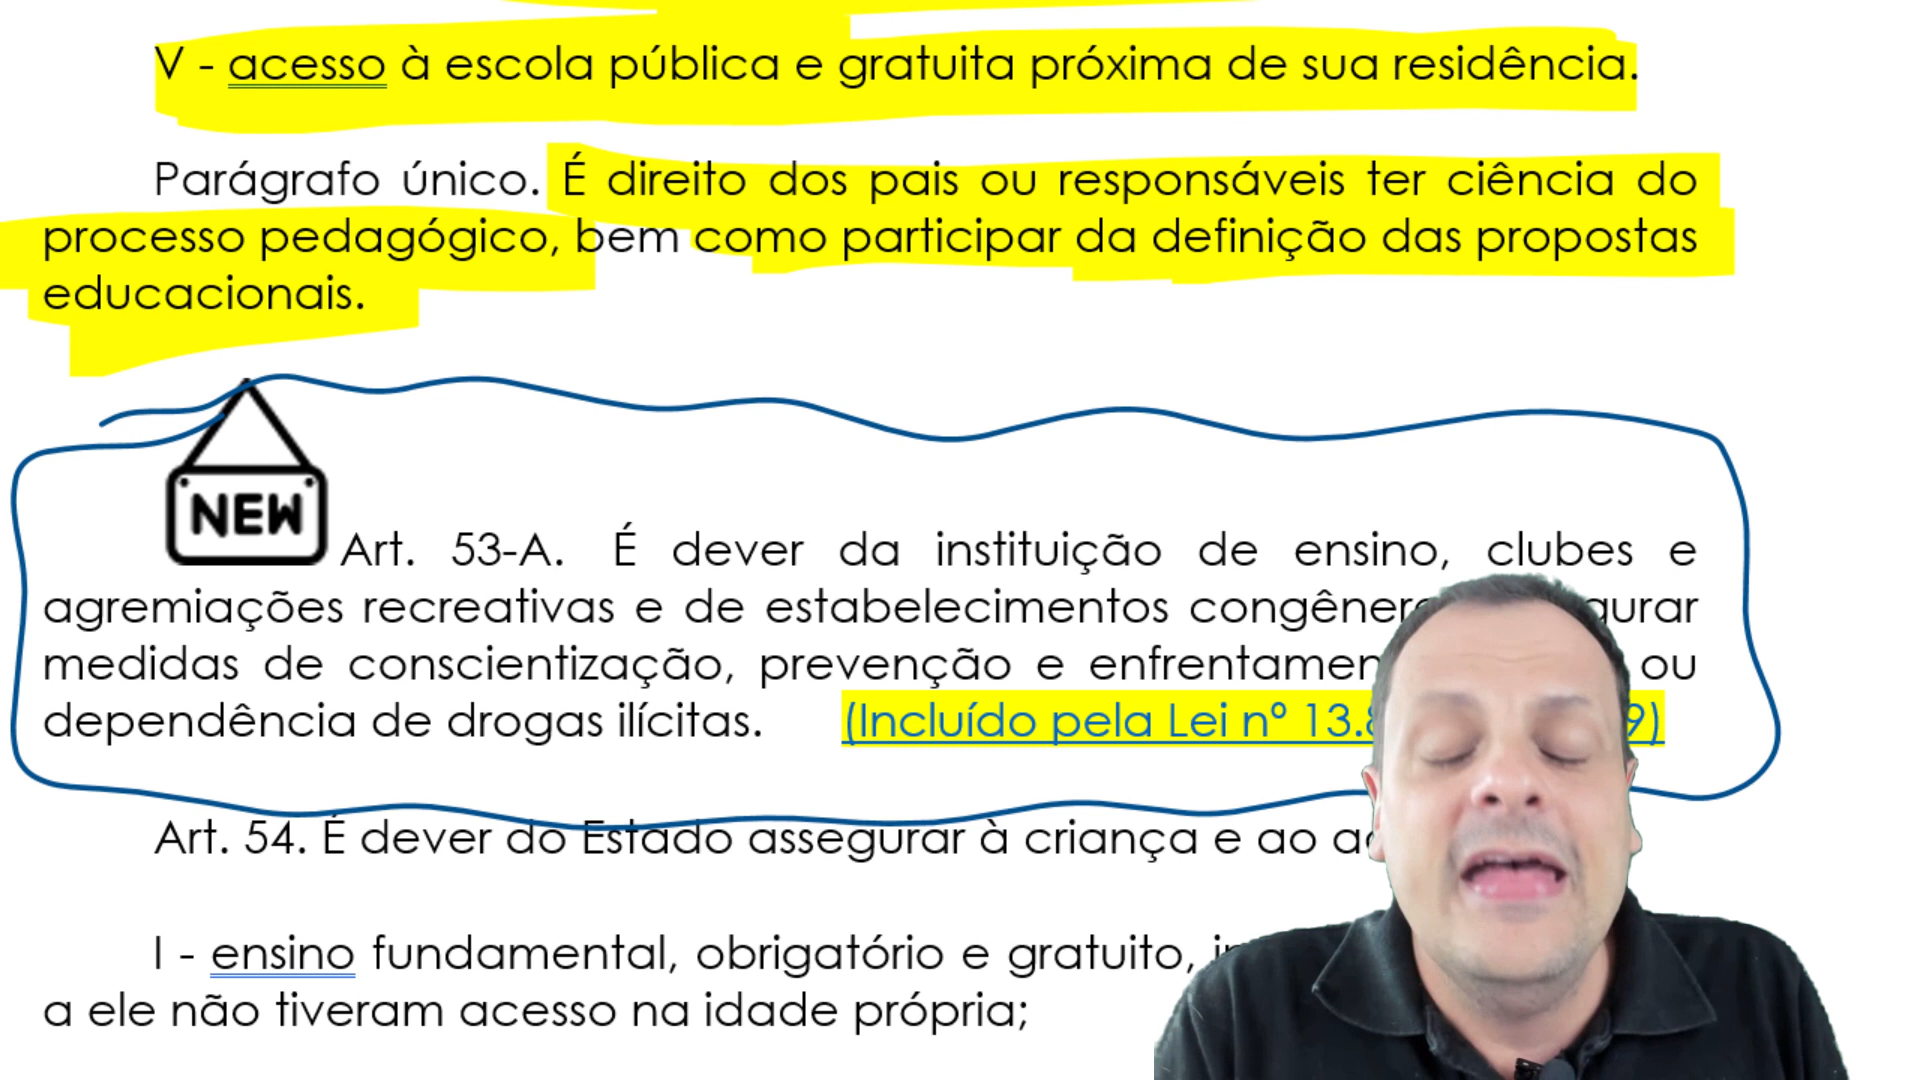 V - acesso à escola pública e gratuita próxima de sua residência.
Parágrafo único. É direito dos pais ou responsáveis ter ciência do
processo pedagógico, bem como participar da definição das propostas
educacionais.
NEW
Art. 53-A. É dever da instituição de ensino, clubes e
agremiações recreativas e de estabelecimentos
medidas de conscientização, prevenção e ou
dependência de drogas ilícitas. (Incluído pela Lei nº
Art. 54. É dever do Estado assegurar à criança e ao
I - ensino fundamental, obrigatório e gratuito,
a ele não tiveram acesso na idade própria;